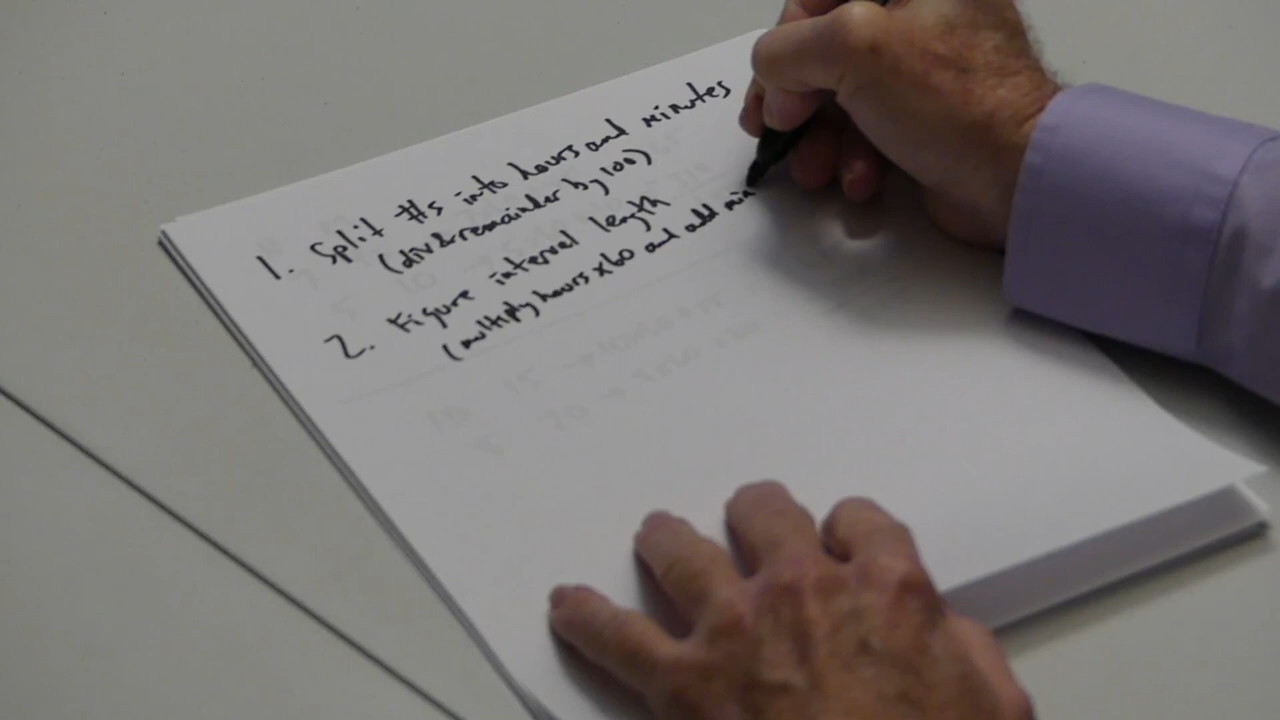 1. Split #s into hours and minutes
(div & remainder by 100)
2. Figure interval length
(multiply hours x60 and add min